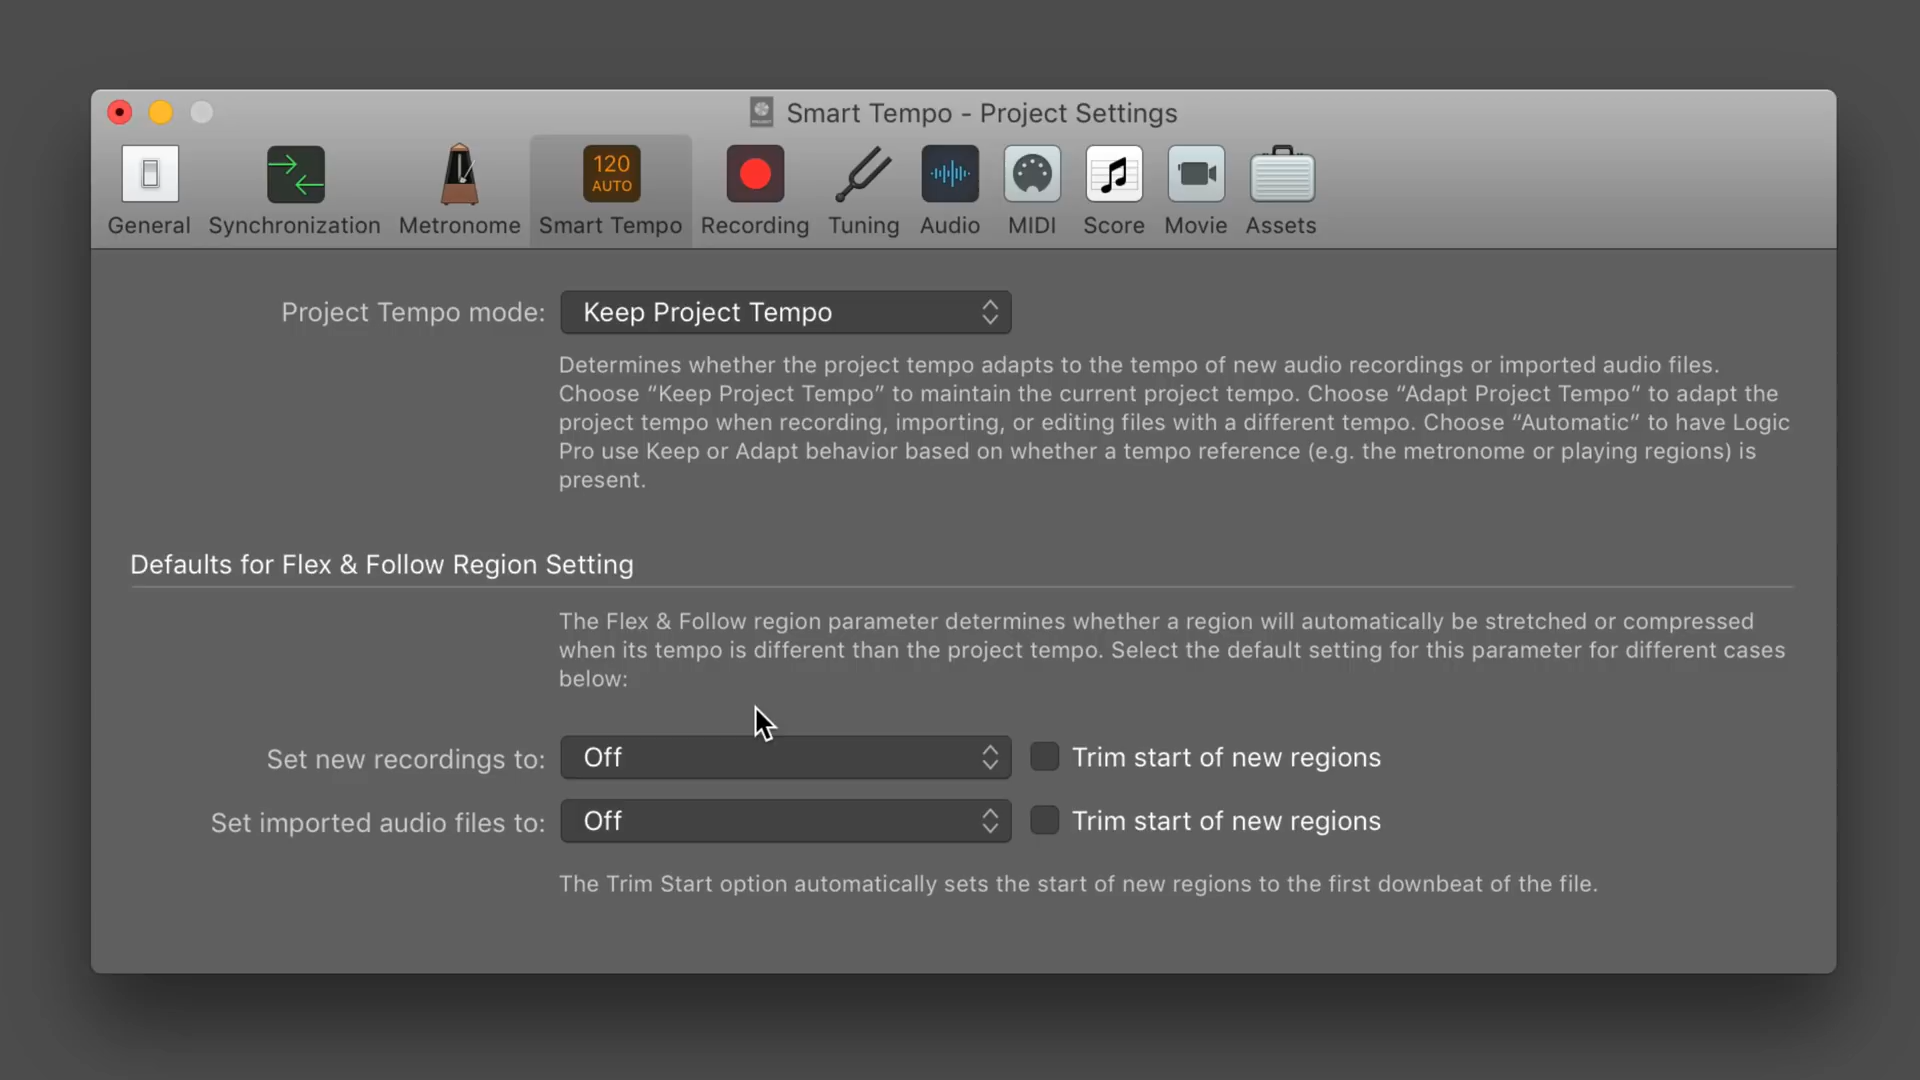 Smart Tempo - Project Settings
120
AUTO
General Synchronization Metronome Smart Tempo Recording Tuning Audio MIDI Score Movie Assets
Project Tempo mode: Keep Project Tempo
Determines whether the project tempo adapts to the tempo of new audio recordings or imported audio files.
Choose “Keep Project Tempo” to maintain the current project tempo. Choose “Adapt Project Tempo” to adapt the
project tempo when recording, importing, or editing files with a different tempo. Choose “Automatic” to have Logic
Pro use Keep or Adapt behavior based on whether a tempo reference (e.g. the metronome or playing regions) is
present.
Defaults for Flex & Follow Region Setting
The Flex & Follow region parameter determines whether a region will automatically be stretched or compressed
when its tempo is different than the project tempo. Select the default setting for this parameter for different cases
below:
Set new recordings to: Off Trim start of new regions
Set imported audio files to: Off Trim start of new regions
The Trim Start option automatically sets the start of new regions to the first downbeat of the file.